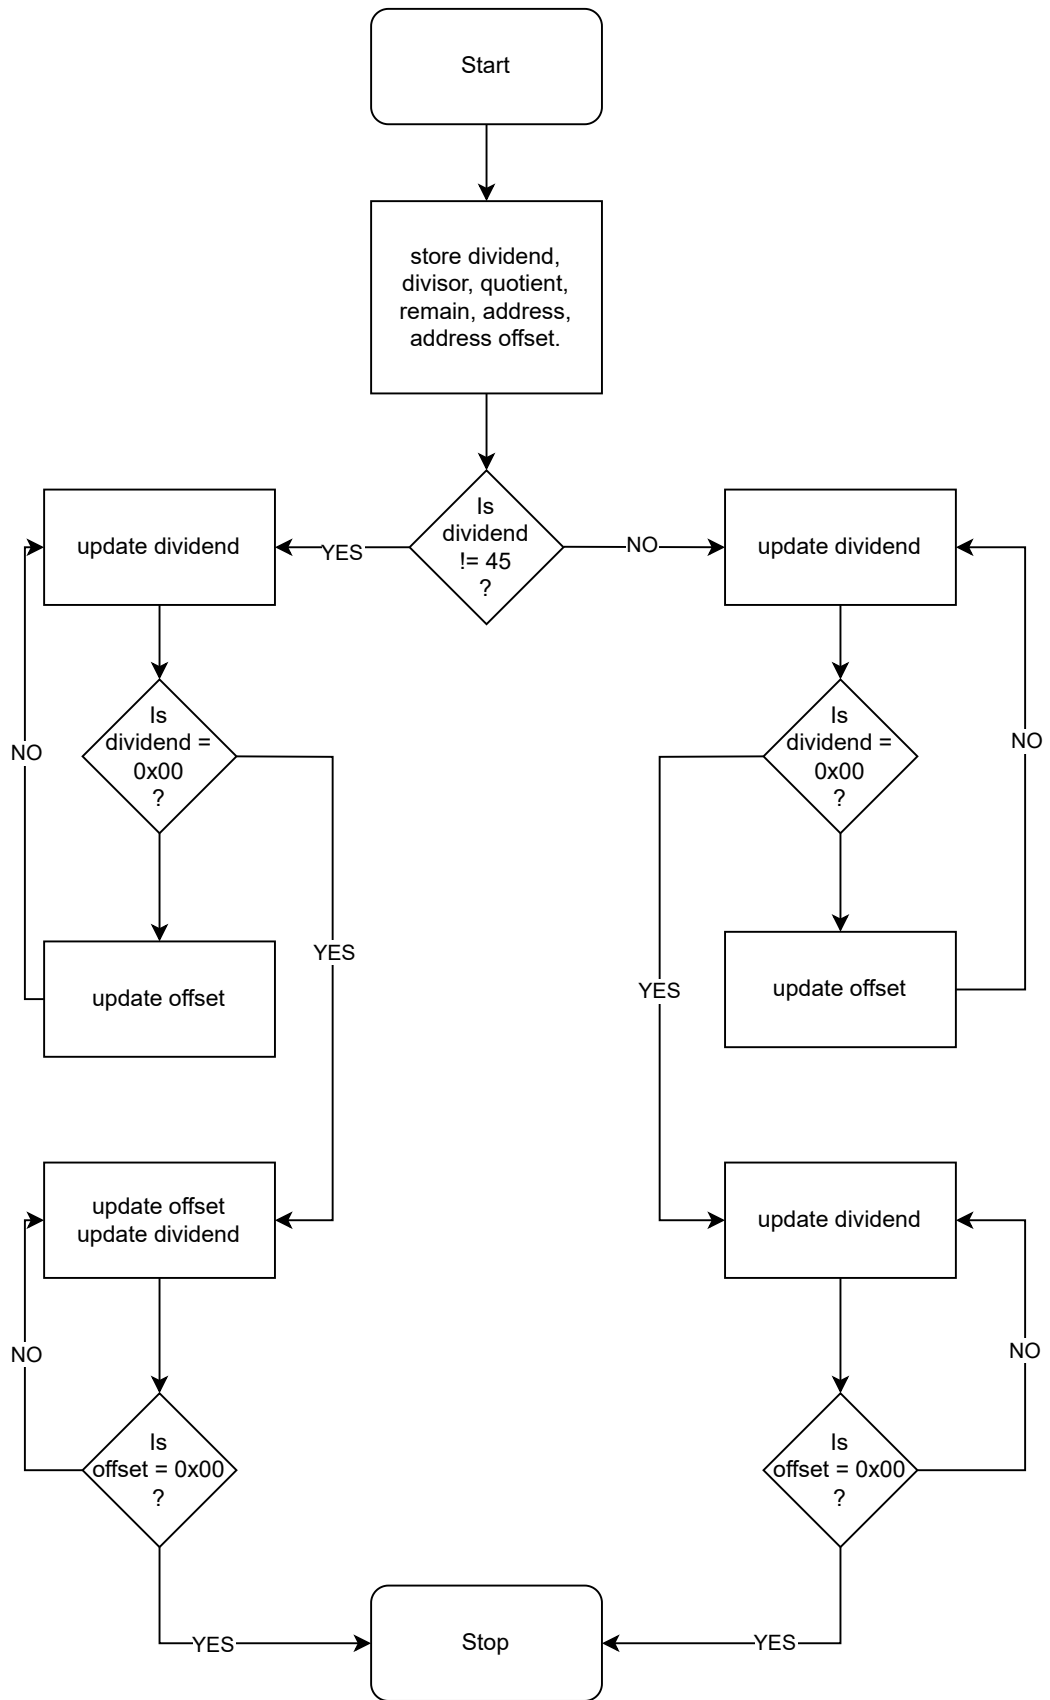 Start
store dividend,
divisor, quotient,
remain, address,
address offset.
Is
dividend
!= 45
?
YES
NO
update dividend
update dividend
Is
dividend =
0x00
?
Is
dividend =
0x00
?
NO
NO
YES
YES
update offset
update offset
update offset
update dividend
update dividend
NO
NO
Is
offset = 0x00
?
Is
offset = 0x00
?
YES
Stop
YES